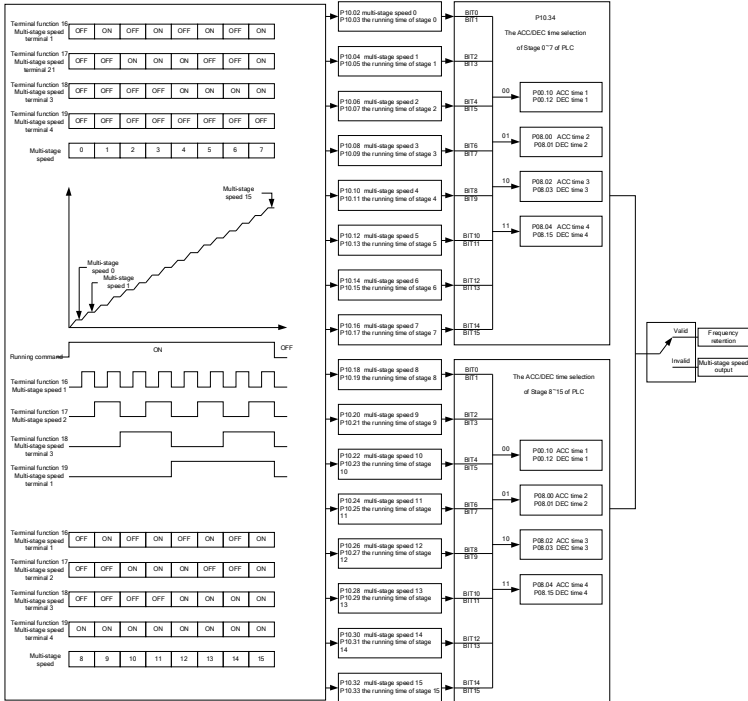 Terminal function 16
Multi-stage speed
terminal 1
OFF ON OFF ON OFF ON OFF ON
Terminal function 17
Multi-stage speed
terminal 21
OFF OFF ON ON OFF OFF ON ON
Terminal function 18
Multi-stage speed
terminal 3
OFF OFF OFF OFF ON ON ON ON
Terminal function 19
Multi-stage speed
terminal 4
OFF OFF OFF OFF OFF OFF OFF OFF
Multi-stage
speed
0 1 2 3 4 5 6 7
Multi-stage
speed 15
Multi-stage
speed 0
Multi-stage
speed 1
Running command
ON
OFF
Terminal function 16
Multi-stage speed 1
Terminal function 17
Multi-stage speed 2
Terminal function 18
Multi-stage speed
terminal 3
Terminal function 19
Multi-stage speed
terminal 1
Terminal function 16
Multi-stage speed
terminal 1
OFF ON OFF ON OFF ON OFF ON
Terminal function 17
Multi-stage speed
terminal 2
OFF OFF ON ON OFF OFF ON ON
Terminal function 18
Multi-stage speed
terminal 3
OFF OFF OFF OFF ON ON ON ON
Terminal function 19
Multi-stage speed
terminal 4
ON ON ON ON ON ON ON ON
Multi-stage
speed
8 9 10 11 12 13 14 15
P10.02 multi-stage speed 0
P10.03 the running time of stage 0
P10.04 multi-stage speed 1
P10.05 the running time of stage 1
P10.06 multi-stage speed 2
P10.07 the running time of stage 2
P10.08 multi-stage speed 3
P10.09 the running time of stage 3
P10.10 multi-stage speed 4
P10.11 the running time of stage 4
P10.12 multi-stage speed 5
P10.13 the running time of stage 5
P10.14 multi-stage speed 6
P10.15 the running time of stage 6
P10.16 multi-stage speed 7
P10.17 the running time of stage 7
P10.18 multi-stage speed 8
P10.19 the running time of stage 8
P10.20 multi-stage speed 9
P10.21 the running time of stage 9
P10.22 multi-stage speed 10
P10.23 the running time of stage
10
P10.24 multi-stage speed 11
P10.25 the running time of stage
11
P10.26 multi-stage speed 12
P10.27 the running time of stage
12
P10.28 multi-stage speed 13
P10.29 the running time of stage
13
P10.30 multi-stage speed 14
P10.31 the running time of stage
14
P10.32 multi-stage speed 15
P10.33 the running time of stage 15
BIT0
BIT1
BIT2
BIT3
BIT4
BIT5
BIT6
BIT7
BIT8
BIT9
BIT10
BIT11
BIT12
BIT13
BIT14
BIT15
P10.34
The ACC/DEC time selection
of Stage 0~7 of PLC
00
P00.10 ACC time 1
P00.12 DEC time 1
01
P08.00 ACC time 2
P08.01 DEC time 2
10
P08.02 ACC time 3
P08.03 DEC time 3
11
P08.04 ACC time 4
P08.15 DEC time 4
BIT0
BIT1
BIT2
BIT3
BIT4
BIT5
BIT6
BIT7
BIT8
BIT9
BIT10
BIT11
BIT12
BIT13
BIT14
BIT15
The ACC/DEC time selection
of Stage 8~15 of PLC
00
P00.10 ACC time 1
P00.12 DEC time 1
01
P08.00 ACC time 2
P08.01 DEC time 2
10
P08.02 ACC time 3
P08.03 DEC time 3
11
P08.04 ACC time 4
P08.15 DEC time 4
Valid
Frequency
retention
Invalid
Multi-stage speed
output